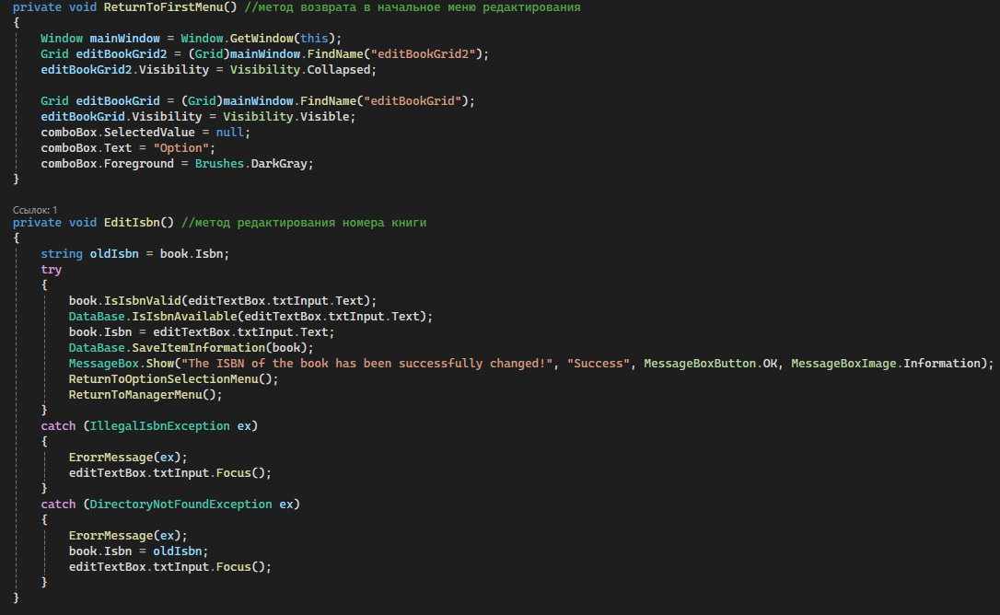 private void ReturnToFirstMenu() //метод возврата в начальное меню редактирования
{
    Window mainWindow = Window.GetWindow(this);
    Grid editBookGrid2 = (Grid)mainWindow.FindName("editBookGrid2");
    editBookGrid2.Visibility = Visibility.Collapsed;

    Grid editBookGrid = (Grid)mainWindow.FindName("editBookGrid");
    editBookGrid.Visibility = Visibility.Visible;
    comboBox.SelectedValue = null;
    comboBox.Text = "Option";
    comboBox.Foreground = Brushes.DarkGray;
}

Ссылок: 1
private void EditIsbn() //метод редактирования номера книги
{
    string oldIsbn = book.Isbn;
    try
    {
        book.IsIsbnValid(editTextBox.txtInput.Text);
        DataBase.IsIsbnAvailable(editTextBox.txtInput.Text);
        book.Isbn = editTextBox.txtInput.Text;
        DataBase.SaveItemInformation(book);
        MessageBox.Show("The ISBN of the book has been successfully changed!", "Success", MessageBoxButton.OK, MessageBoxImage.Information);
        ReturnToOptionSelectionMenu();
        ReturnToManagerMenu();
    }
    catch (IllegalIsbnException ex)
    {
        ErorrMessage(ex);
        editTextBox.txtInput.Focus();
    }
    catch (DirectoryNotFoundException ex)
    {
        ErorrMessage(ex);
        book.Isbn = oldIsbn;
        editTextBox.txtInput.Focus();
    }
}